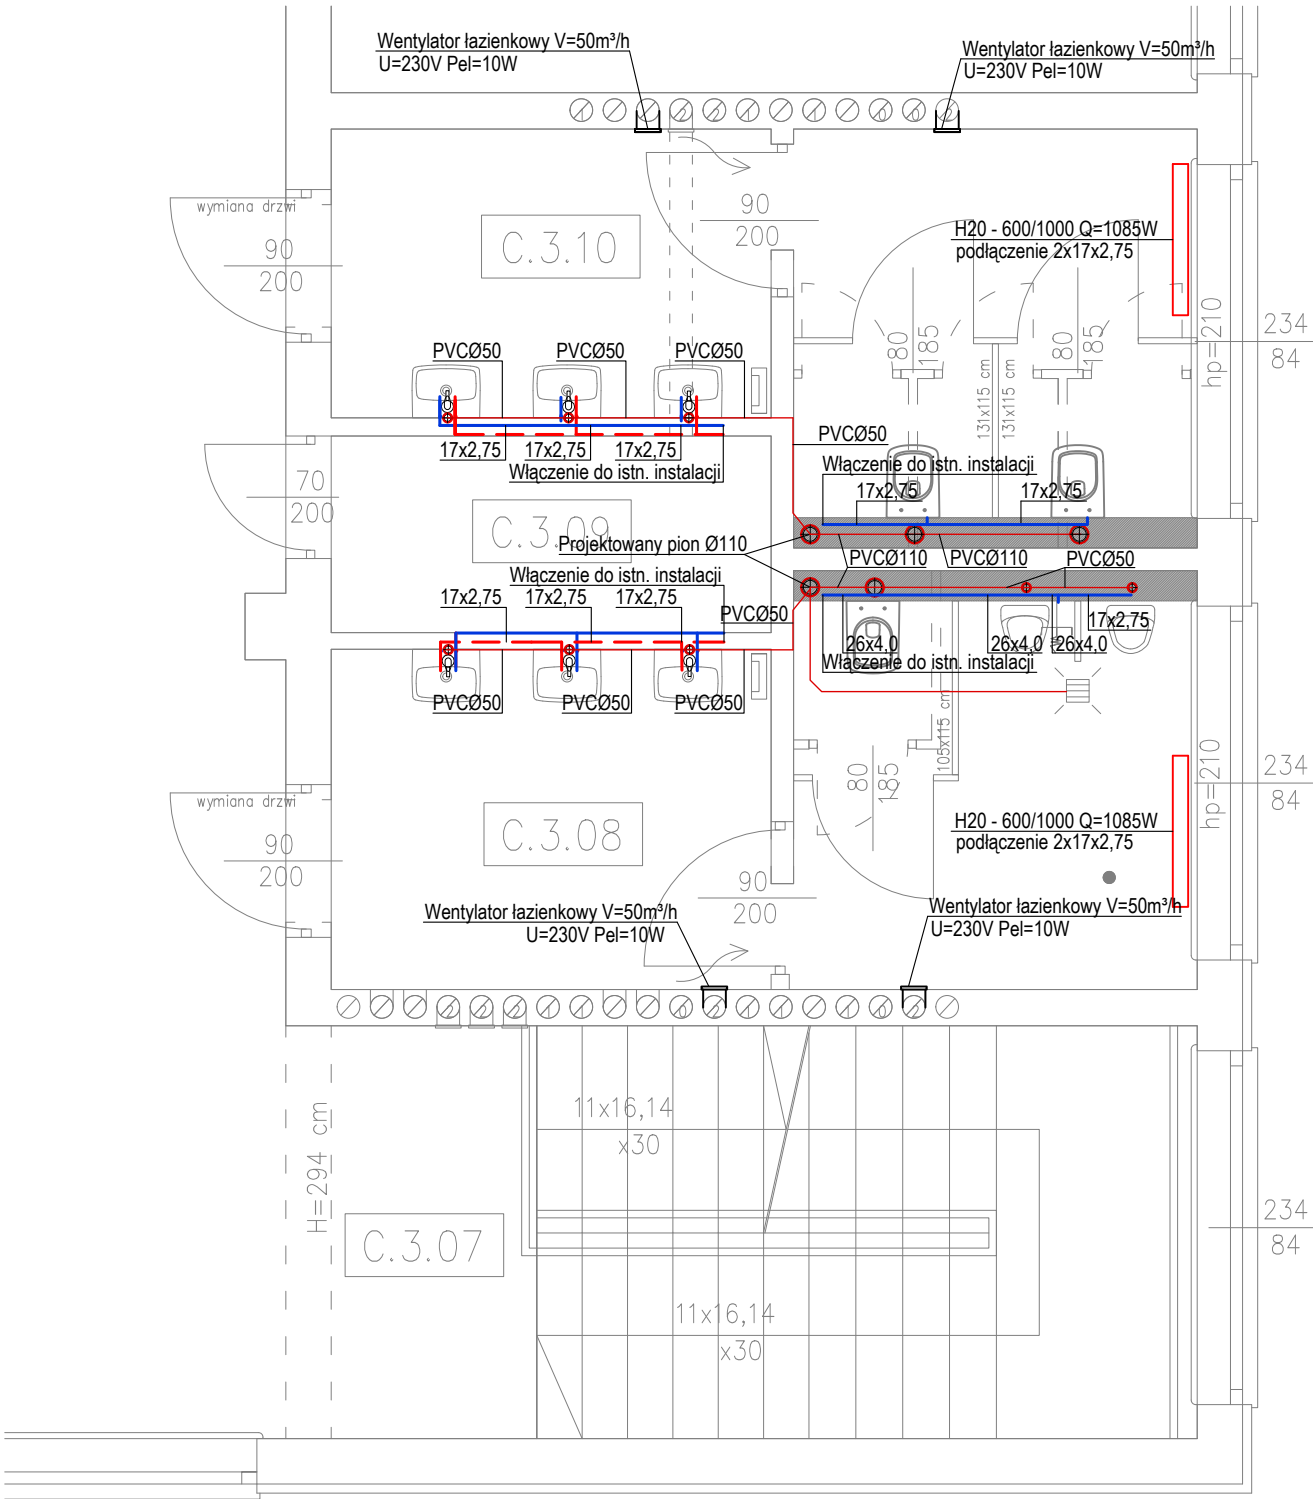 Wentylator łazienkowy V=50m³/h
U=230V Pel=10W
Wentylator łazienkowy V=50m³/h
U=230V Pel=10W
wymiana drzwi
90
200
C.3.10
90
200
H20 - 600/1000 Q=1085W
podłączenie 2x17x2,75
hp=210
234
84
80
185
80
185
131x115 cm
131x115 cm
PVCØ50
PVCØ50
PVCØ50
PVCØ50
17x2,75
17x2,75
17x2,75
Włączenie do istn. instalacji
Włączenie do istn. instalacji
17x2,75
17x2,75
70
200
C.3.09
Projektowany pion Ø110
PVCØ110
PVCØ110
PVCØ50
Włączenie do istn. instalacji
17x2,75
17x2,75
17x2,75
PVCØ50
17x2,75
26x4,0
26x4,0
26x4,0
Włączenie do istn. instalacji
PVCØ50
PVCØ50
PVCØ50
105x115 cm
80
185
hp=210
234
84
wymiana drzwi
90
200
C.3.08
H20 - 600/1000 Q=1085W
podłączenie 2x17x2,75
90
200
Wentylator łazienkowy V=50m³/h
U=230V Pel=10W
Wentylator łazienkowy V=50m³/h
U=230V Pel=10W
11x16,14
x30
H=294 cm
C.3.07
234
84
11x16,14
x30